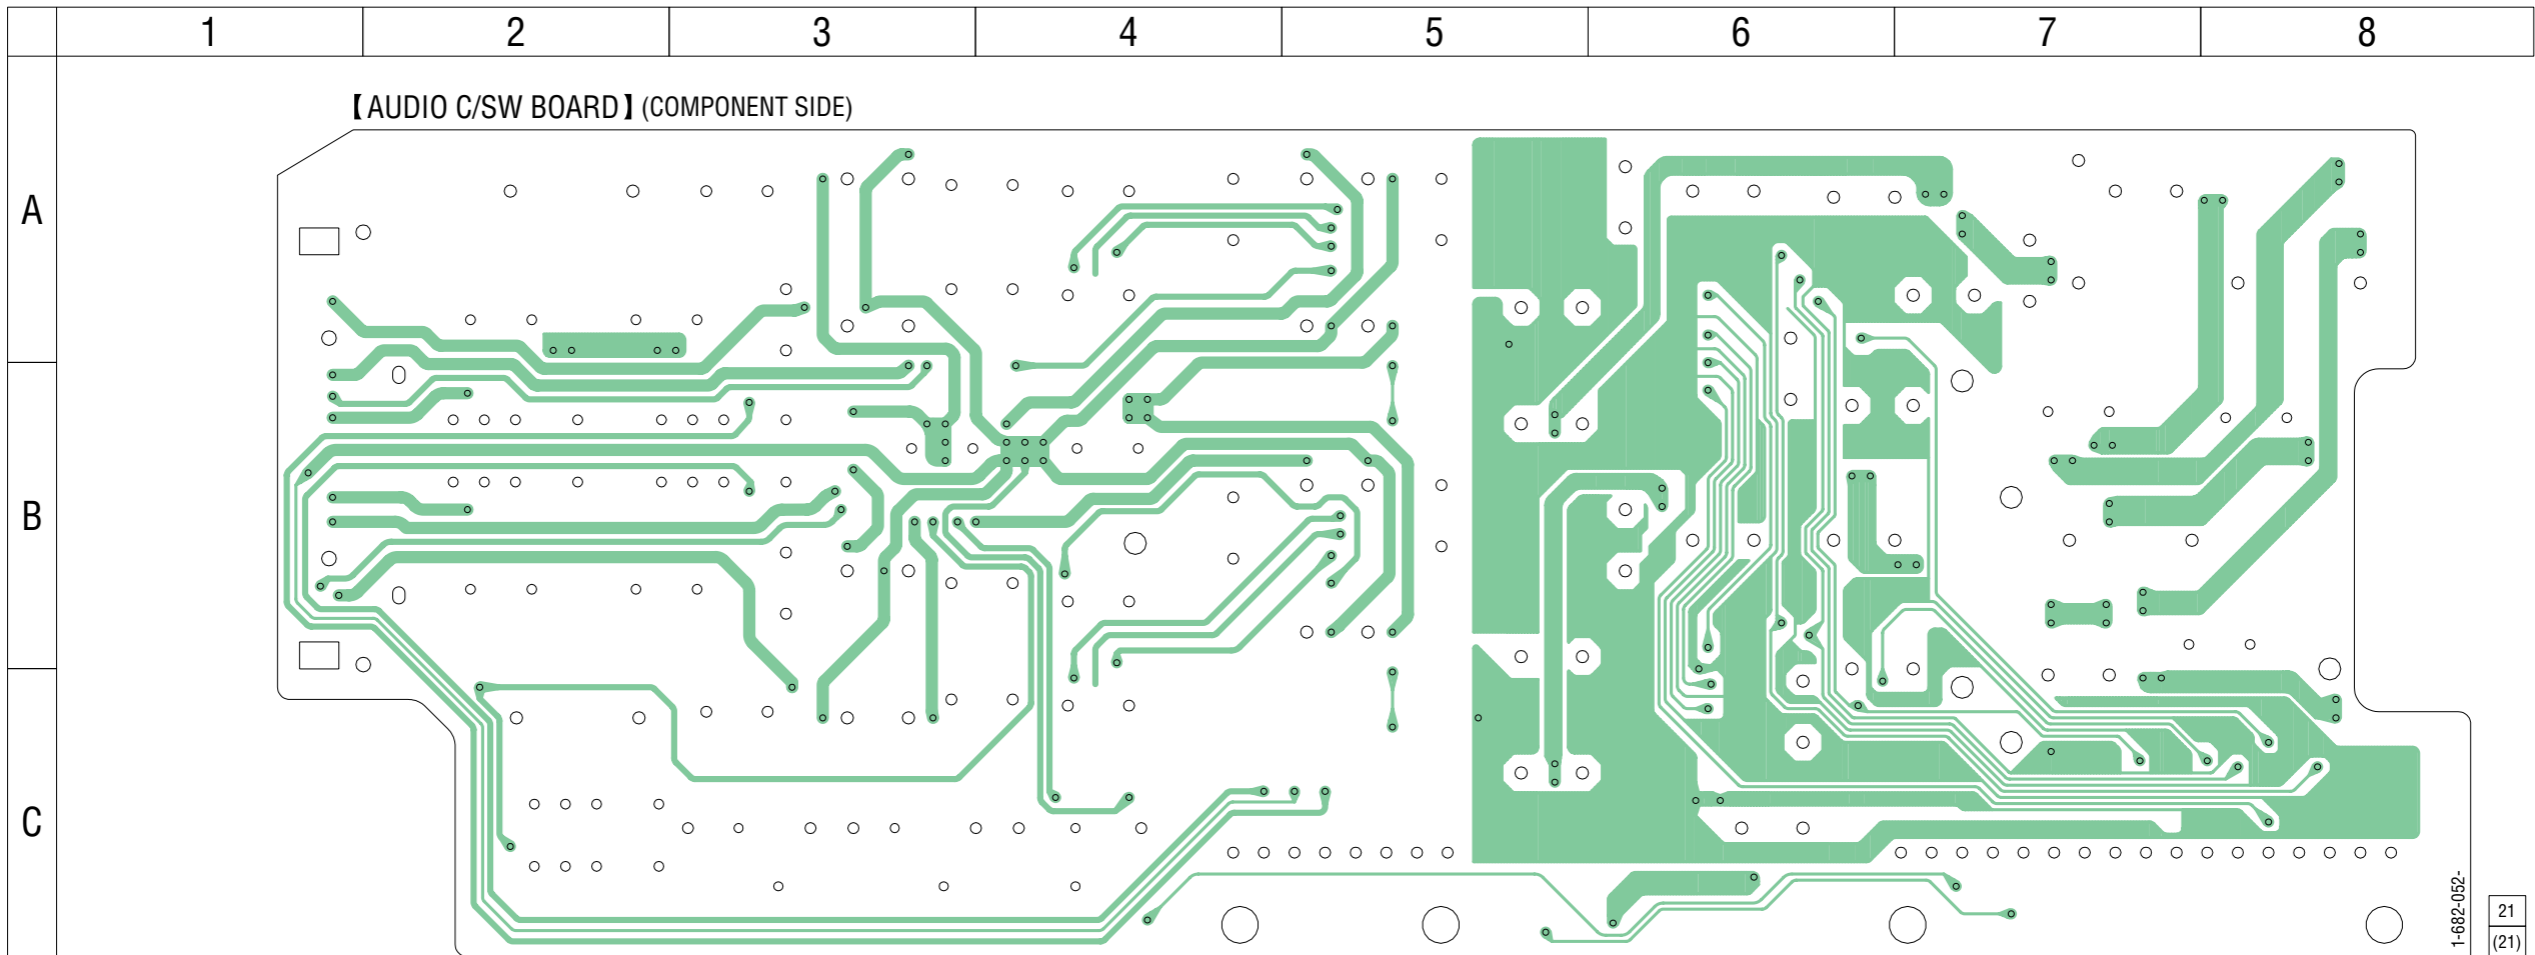 1 2 3 4 5 6 7 8
【AUDIO C/SW BOARD】 (COMPONENT SIDE)
A
B
C
1-682-052-
21
(21)